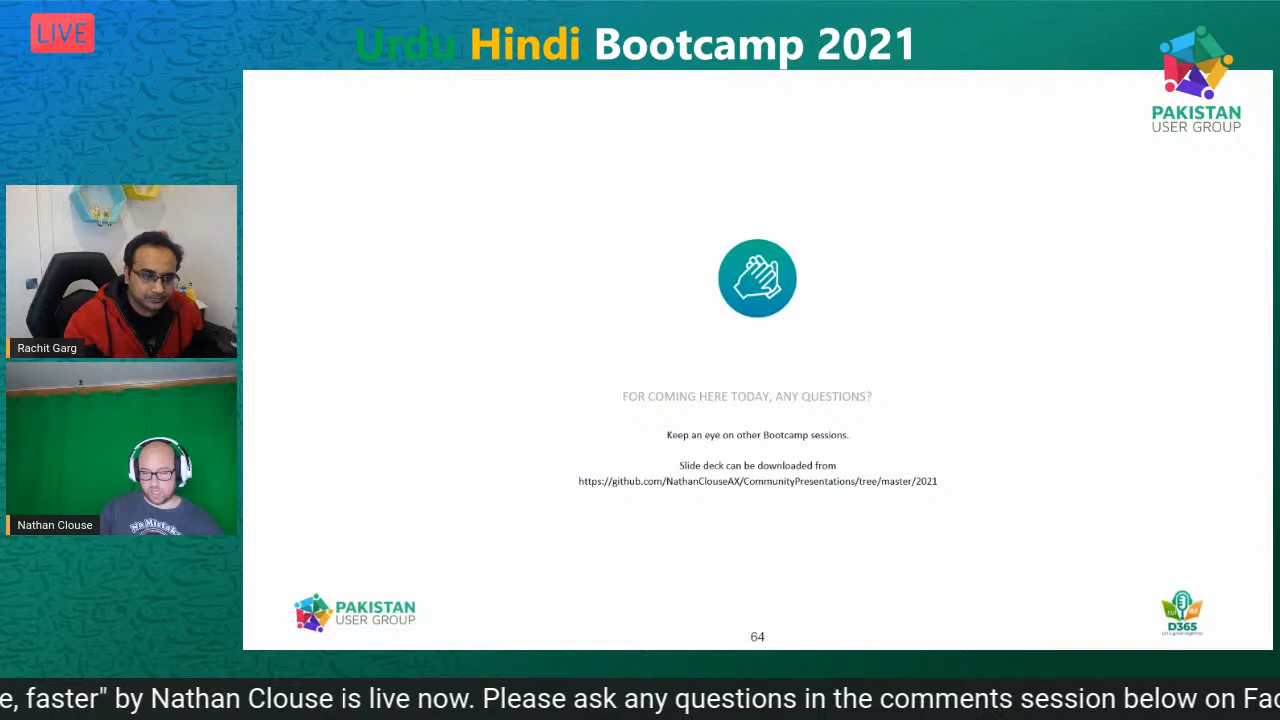 LIVE
Urdu Hindi Bootcamp 2021
PAKISTAN
USER GROUP
Rachit Garg
3
Nathan Clouse
No Mistak
FOR COMING HERE TODAY, ANY QUESTIONS?
Keep an eye on other Bootcamp sessions.
Slide deck can be downloaded from
https://github.com/NathanClouseAX/CommunityPresentations/tree/master/2021
PAKISTAN
USER GROUP
64
D365
e, faster" by Nathan Clouse is live now. Please ask any questions in the comments session below on Fac